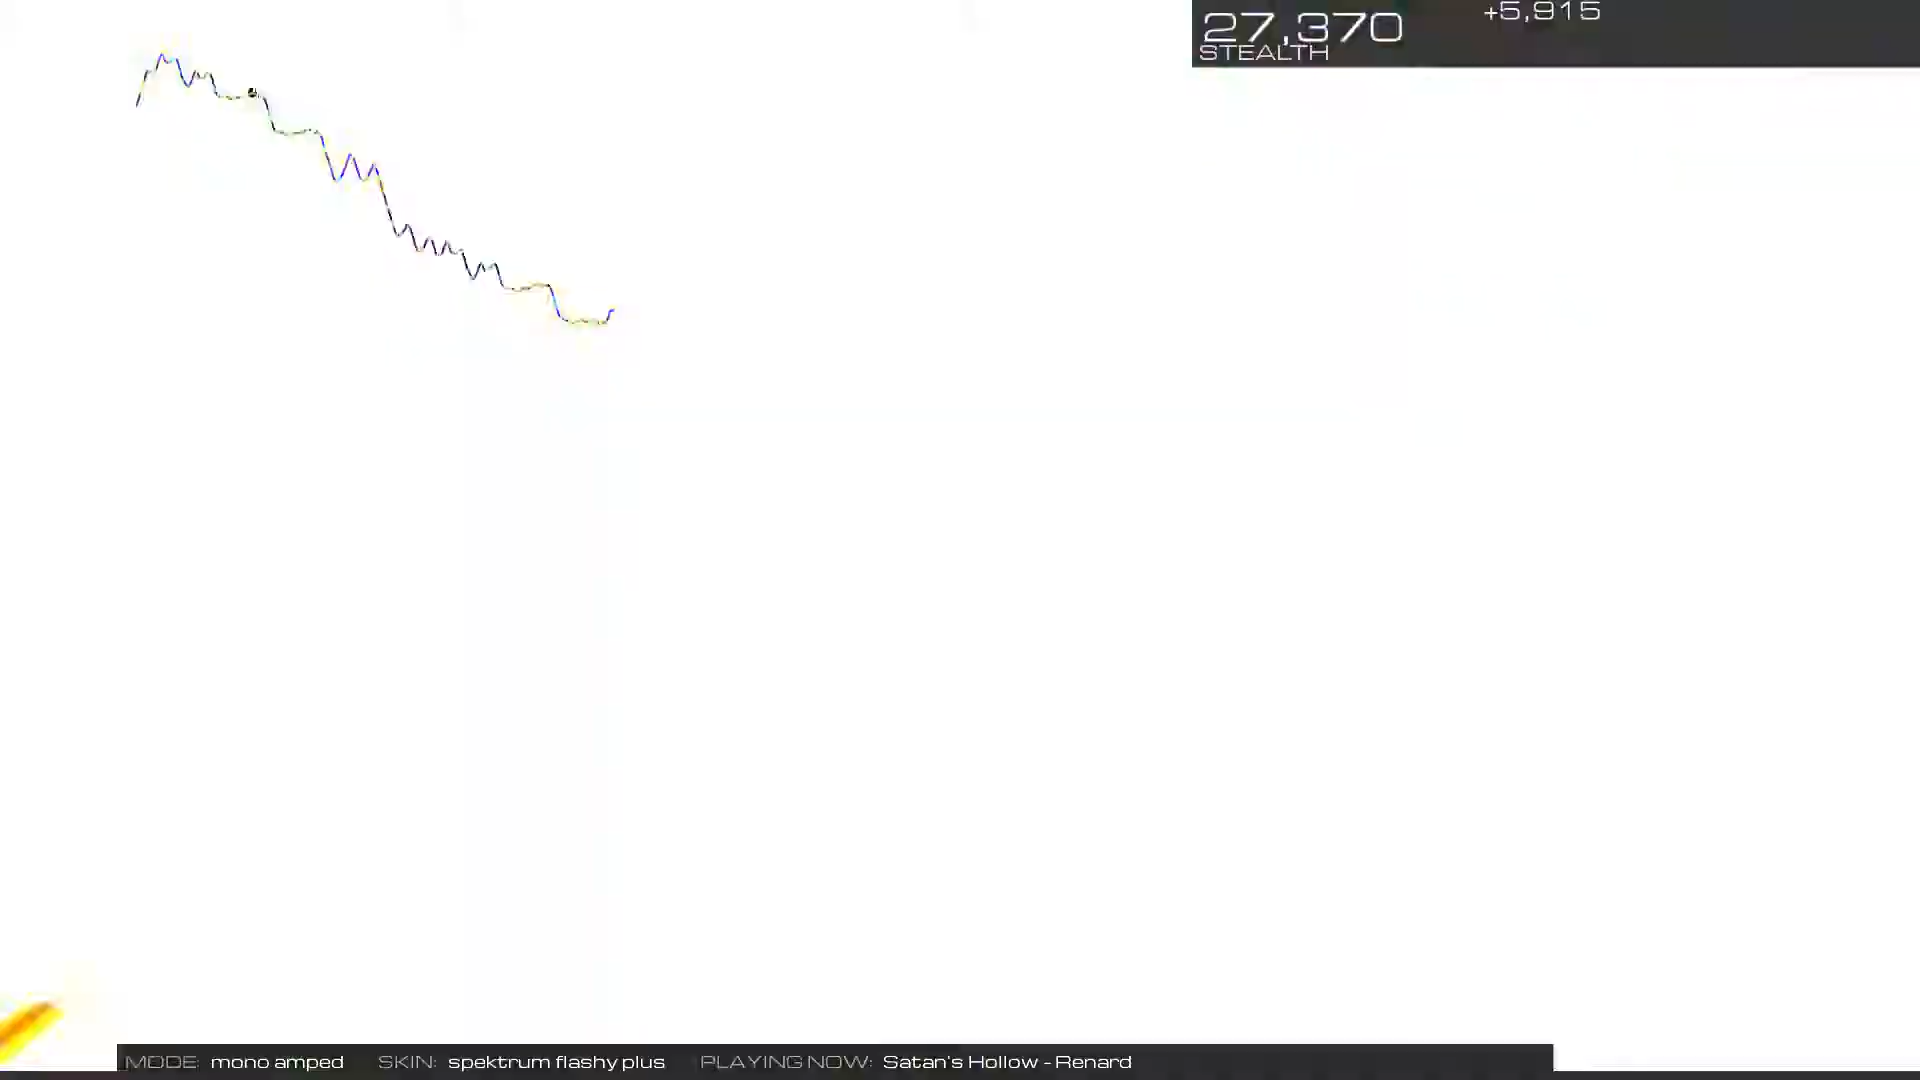 27,370 +5,915
STEALTH
MODE: mono amped SKIN: spektrum flashy plus PLAYING NOW: Satan's Hollow - Renard